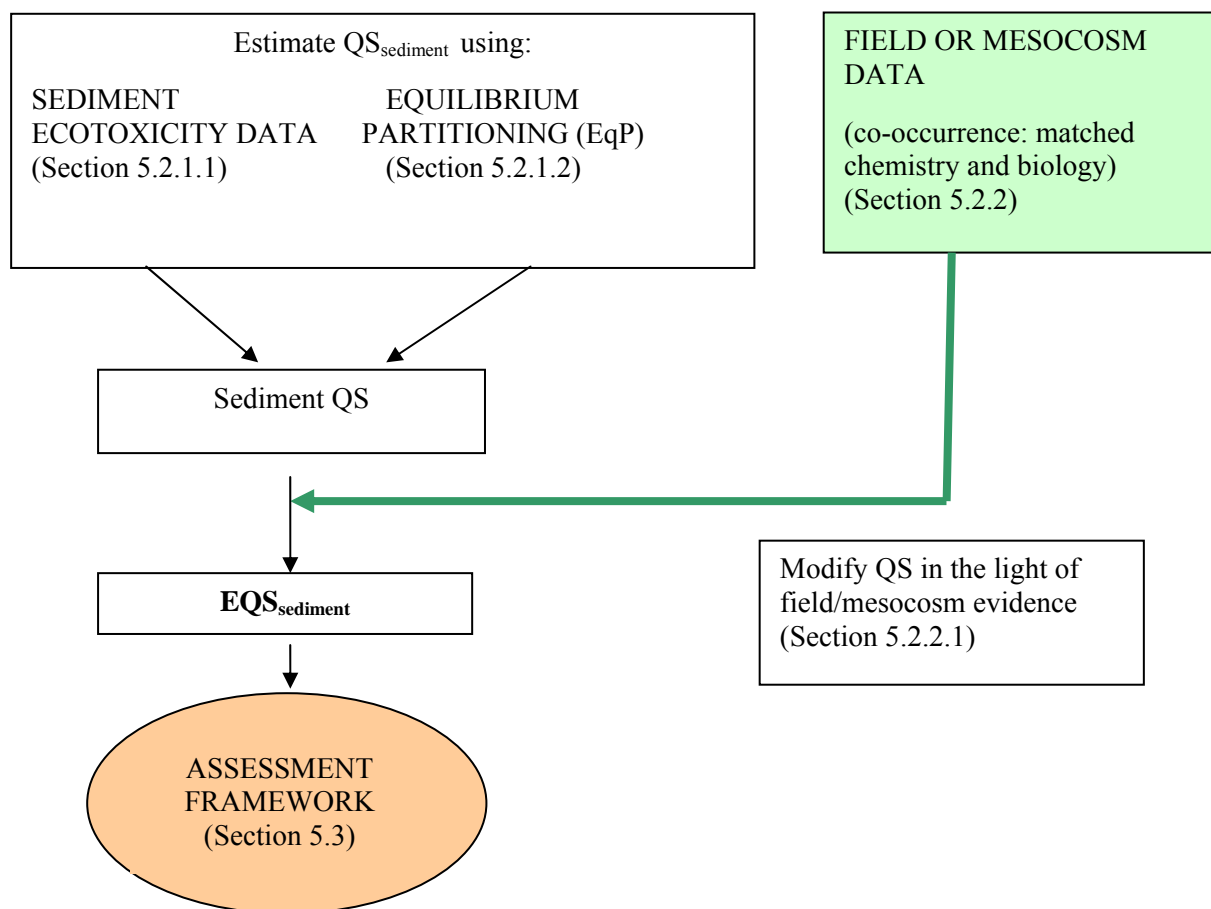 Estimate QSsediment using:
SEDIMENT
ECOTOXICITY DATA
(Section 5.2.1.1)
EQUILIBRIUM
PARTITIONING (EqP)
(Section 5.2.1.2)
FIELD OR MESOCOSM
DATA
(co-occurrence: matched
chemistry and biology)
(Section 5.2.2)
Sediment QS
EQSsediment
Modify QS in the light of
field/mesocosm evidence
(Section 5.2.2.1)
ASSESSMENT
FRAMEWORK
(Section 5.3)